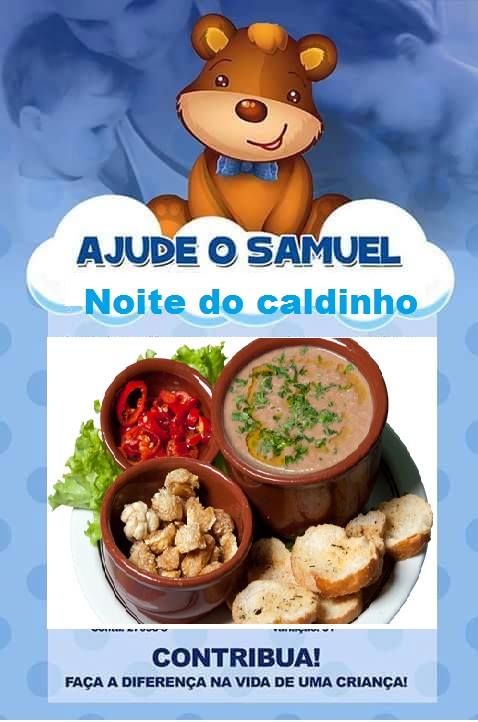 AJUDE O SAMUEL
Noite do caldinho
CONTRIBUA!
FAÇA A DIFERENÇA NA VIDA DE UMA CRIANÇA!